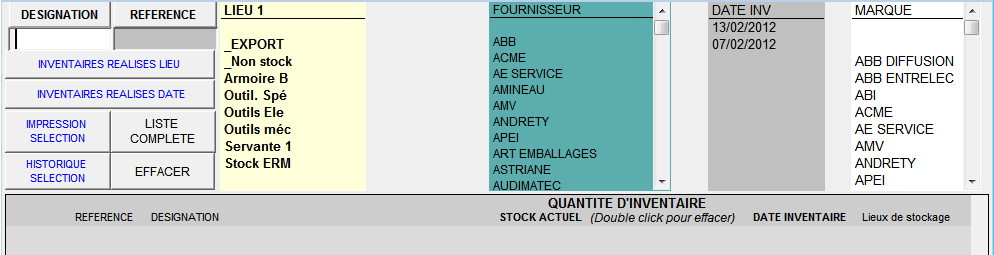 DESIGNATION
REFERENCE
INVENTAIRES REALISES LIEU
INVENTAIRES REALISES DATE
IMPRESSION
SELECTION
LISTE
COMPLETE
HISTORIQUE
SELECTION
EFFACER
LIEU 1
_EXPORT
_Non stock
Armoire B
Outil. Spé
Outils Ele
Outils méc
Servante 1
Stock ERM
FOURNISSEUR
ABB
ACME
AE SERVICE
AMINEAU
AMV
ANDRETY
APEI
ART EMBALLAGES
ASTRIANE
AUDIMATEC
DATE INV
13/02/2012
07/02/2012
MARQUE
ABB DIFFUSION
ABB ENTRELEC
ABI
ACME
AE SERVICE
AMV
ANDRETY
APEI
QUANTITE D'INVENTAIRE
REFERENCE DESIGNATION STOCK ACTUEL (Double click pour effacer) DATE INVENTAIRE Lieux de stockage